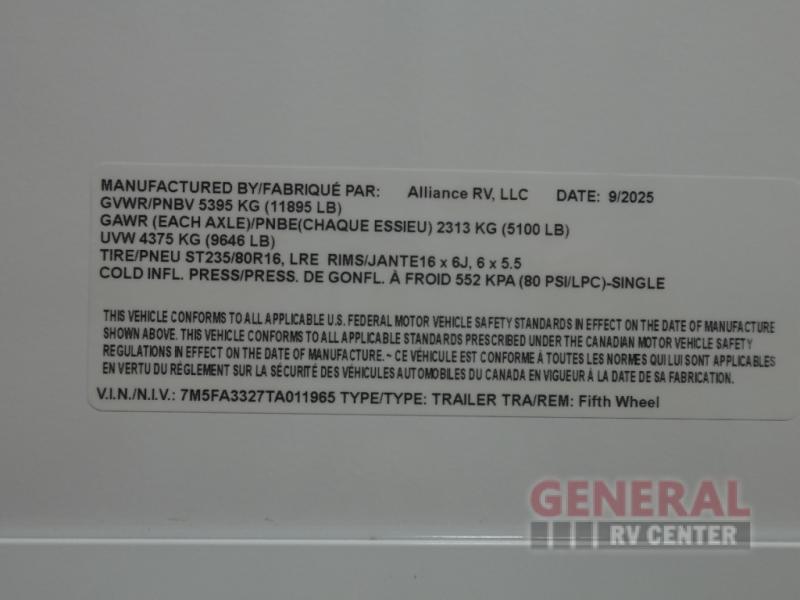 MANUFACTURED BY/FABRIQUÉ PAR: Alliance RV, LLC DATE: 9/2025
GVWR/PNBV 5395 KG (11895 LB)
GAWR (EACH AXLE)/PNBE(CHAQUE ESSIEU) 2313 KG (5100 LB)
UVW 4375 KG (9646 LB)
TIRE/PNEU ST235/80R16, LRE RIMS/JANTE16 x 6J, 6 x 5.5
COLD INFL. PRESS/PRESS. DE GONFL. À FROID 552 KPA (80 PSI/LPC)-SINGLE
THIS VEHICLE CONFORMS TO ALL APPLICABLE U.S. FEDERAL MOTOR VEHICLE SAFETY STANDARDS IN EFFECT ON THE DATE OF MANUFACTURE
SHOWN ABOVE. THIS VEHICLE CONFORMS TO ALL APPLICABLE STANDARDS PRESCRIBED UNDER THE CANADIAN MOTOR VEHICLE SAFETY
REGULATIONS IN EFFECT ON THE DATE OF MANUFACTURE.~ CE VÉHICULE EST CONFORME À TOUTES LES NORMES QUI LUI SONT APPLICABLES
EN VERTU DU RÉGLEMENT SUR LA SÉCURITÉ DES VÉHICULES AUTOMOBILES DU CANADA EN VIGUEUR À LA DATE DE SA FABRICATION.
V.I.N./N.I.V.: 7M5FA3327TA011965 TYPE/TYPE: TRAILER TRA/REM: Fifth Wheel
GENERAL
RV CENTER